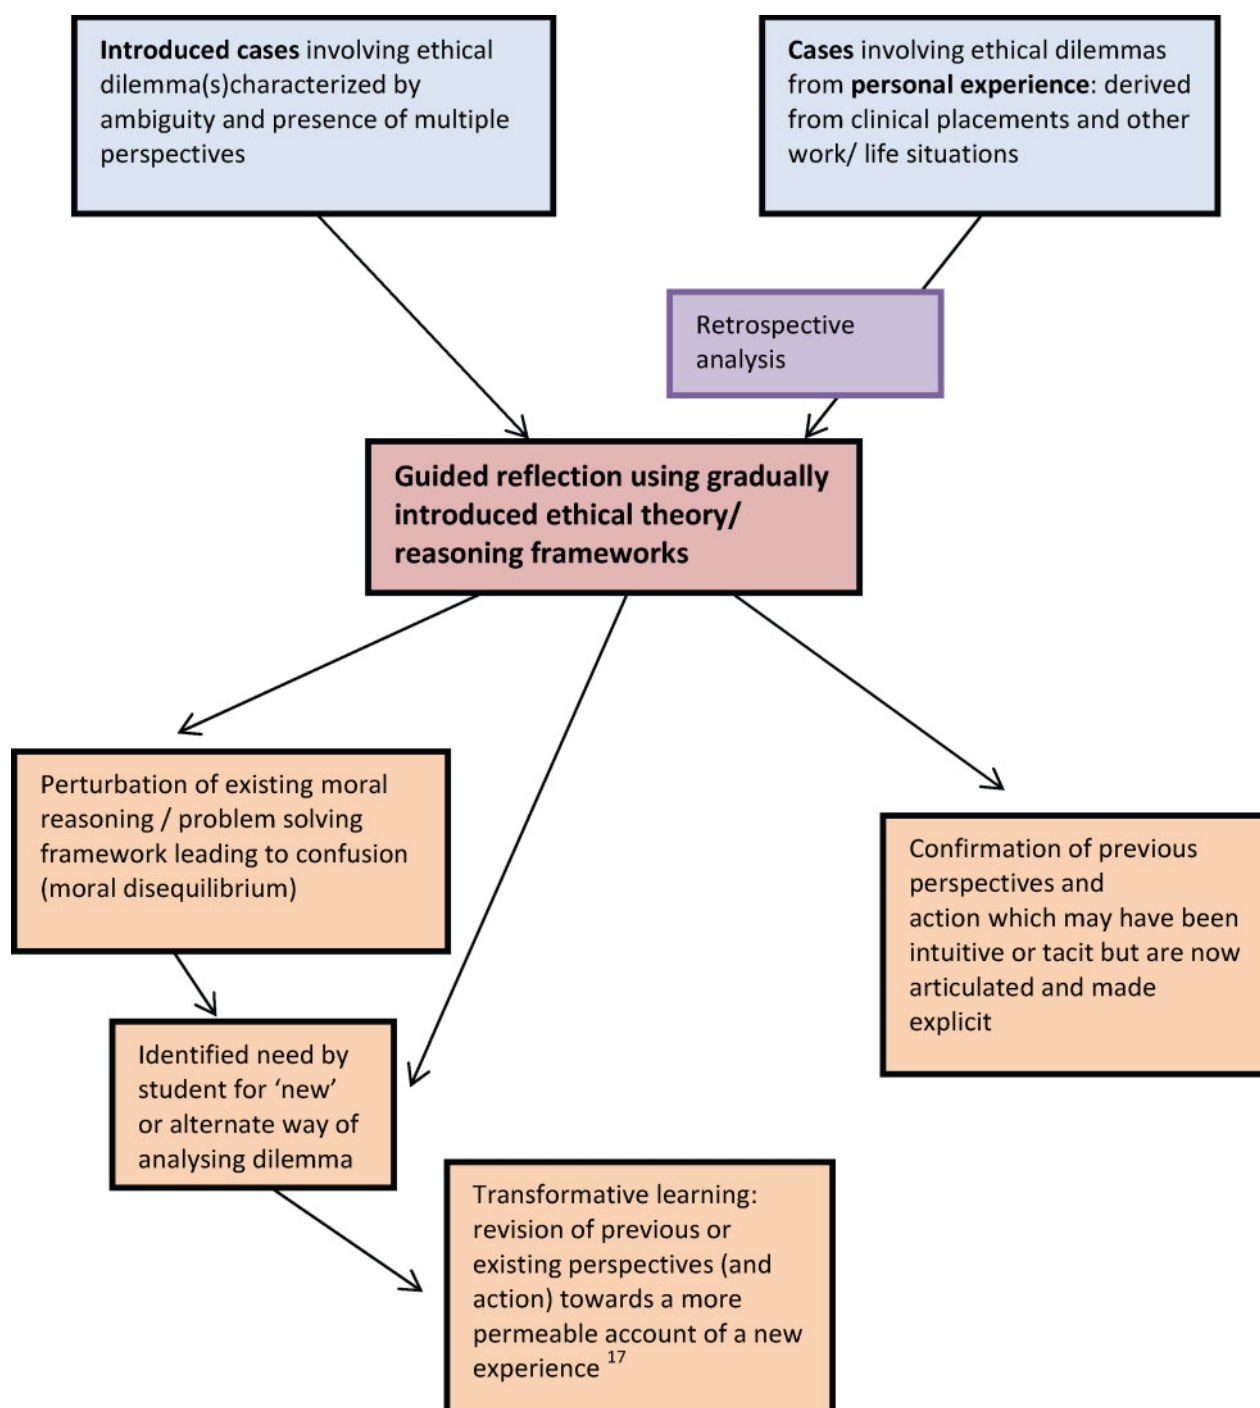 Introduced cases involving ethical
dilemma(s)characterized by
ambiguity and presence of multiple
perspectives
Cases involving ethical dilemmas
from personal experience: derived
from clinical placements and other
work/ life situations
Retrospective
analysis
Guided reflection using gradually
introduced ethical theory/
reasoning frameworks
Perturbation of existing moral
reasoning / problem solving
framework leading to confusion
(moral disequilibrium)
Confirmation of previous
perspectives and
action which may have been
intuitive or tacit but are now
articulated and made
explicit
Identified need by
student for ‘new’
or alternate way of
analysing dilemma
Transformative learning:
revision of previous or
existing perspectives (and
action) towards a more
permeable account of a new
experience 17